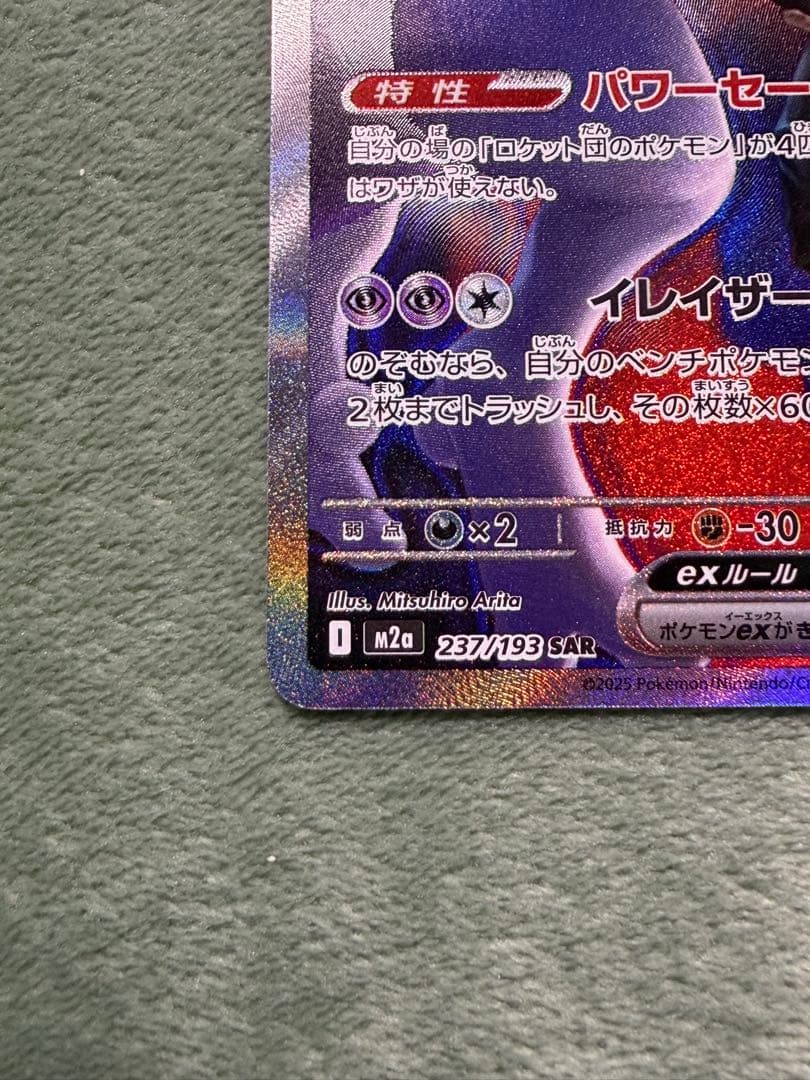 特性 パワーセー
じぶん ば だん
自分の場の「ロケット団のポケモン」が4匹
つか
はワザが使えない。
イレイザー
じぶん
のぞむなら、自分のベンチポケモン
まい まいすう
2枚までトラッシュし、その枚数×60
弱点 ×2 抵抗力 -30
exルール
イーエックス
ポケモンexがき
Illus. Mitsuhiro Arita
I M2a 237/193 SAR
©2025 Pokémon/Nintendo/C